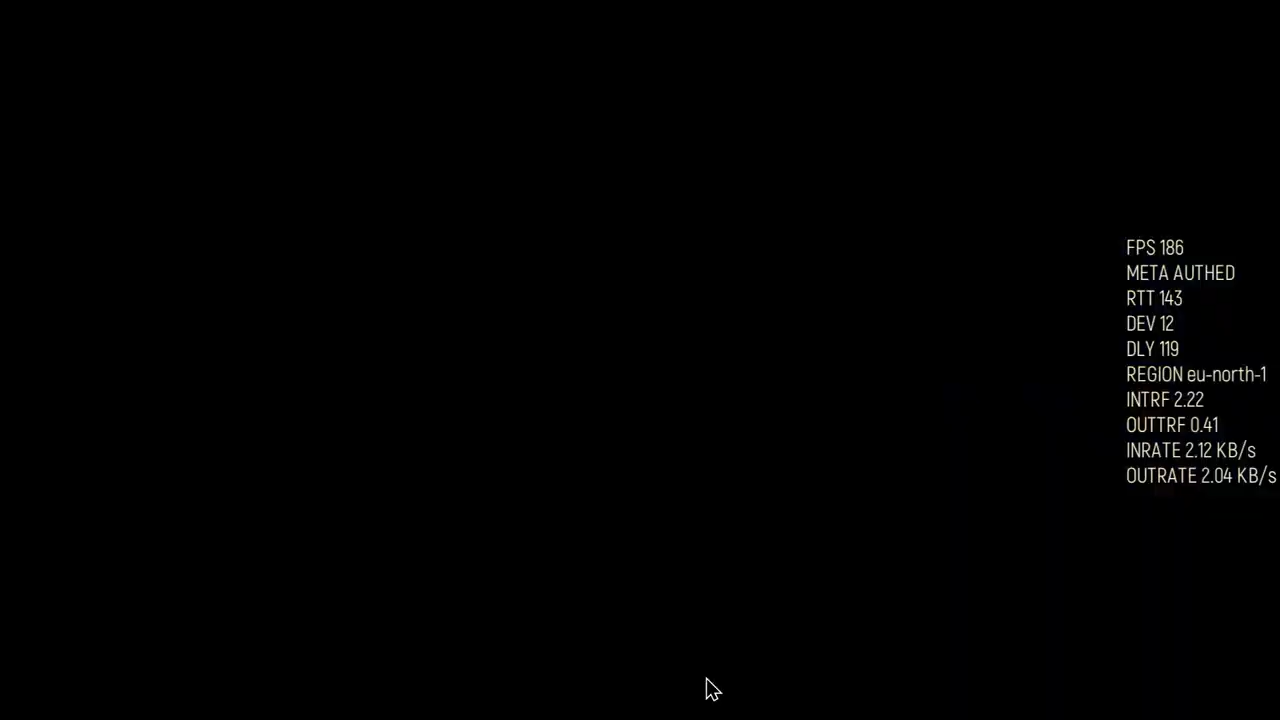 FPS 186
META AUTHED
RTT 143
DEV 12
DLY 119
REGION eu-north-1
INTRF 2.22
OUTTRF 0.41
INRATE 2.12 KB/s
OUTRATE 2.04 KB/s